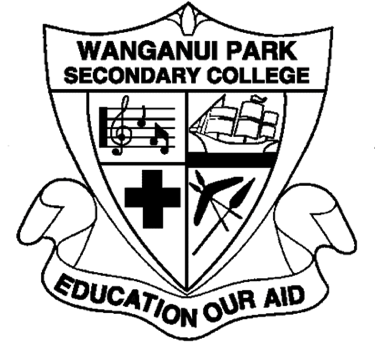 WANGANUI PARK
SECONDARY COLLEGE
EDUCATION OUR AID